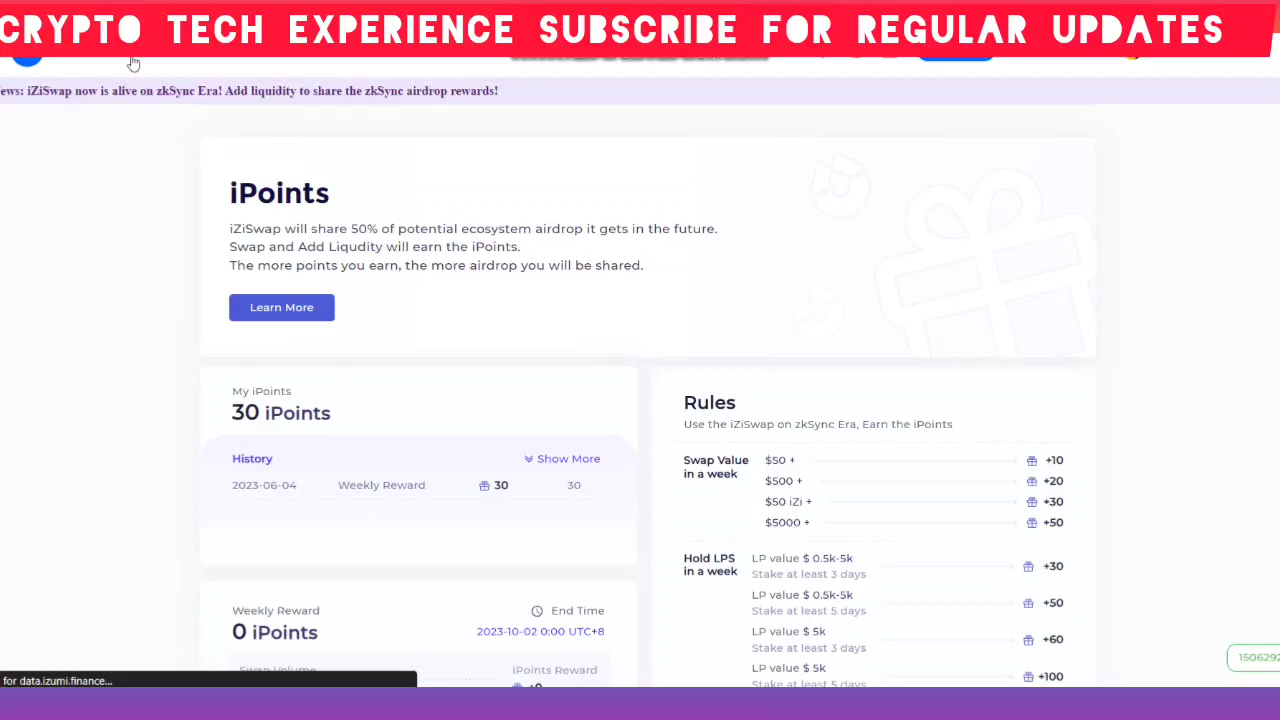 CRYPTO TECH EXPERIENCE SUBSCRIBE FOR REGULAR UPDATES
ews: iZiSwap now is alive on zkSync Era! Add liquidity to share the zkSync airdrop rewards!
iPoints
iZiSwap will share 50% of potential ecosystem airdrop it gets in the future.
Swap and Add Liqudity will earn the iPoints.
The more points you earn, the more airdrop you will be shared.
Learn More
My iPoints
30 iPoints
History Show More
2023-06-04 Weekly Reward 30 30
Weekly Reward End Time
0 iPoints 2023-10-02 0:00 UTC+8
Swap Volume iPoints Reward
+0
Rules
Use the iZiSwap on zkSync Era, Earn the iPoints
Swap Value in a week
$50 + +10
$500 + +20
$50 iZi + +30
$5000 + +50
Hold LPS in a week
LP value $ 0.5k-5k +30
Stake at least 3 days
LP value $ 0.5k-5k +50
Stake at least 5 days
LP value $ 5k +60
Stake at least 3 days
LP value $ 5k +100
Stake at least 5 days
1506292
for data.izumi.finance...